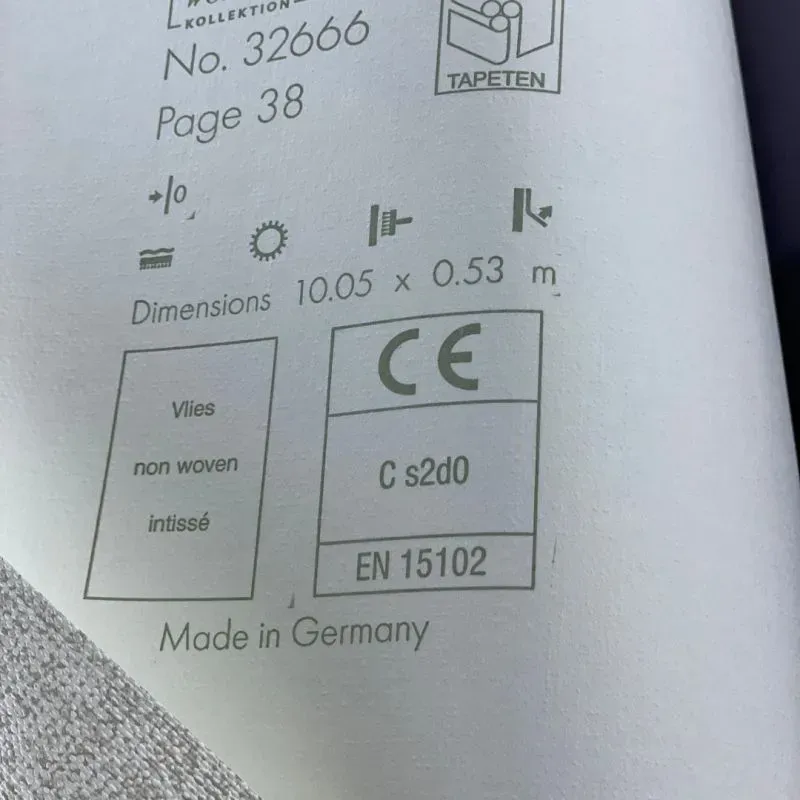 KOLLEKTION
No. 32666
TAPETEN
Page 38
0
Dimensions 10.05 x 0.53 m
Vlies
non woven
intissé
CE
C s2d0
EN 15102
Made in Germany